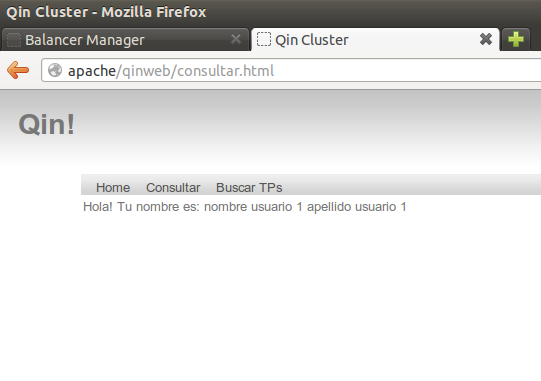 Qin Cluster - Mozilla Firefox
Balancer Manager Qin Cluster
apache/qinweb/consultar.html
Qin!
Home Consultar Buscar TPs
Hola! Tu nombre es: nombre usuario 1 apellido usuario 1